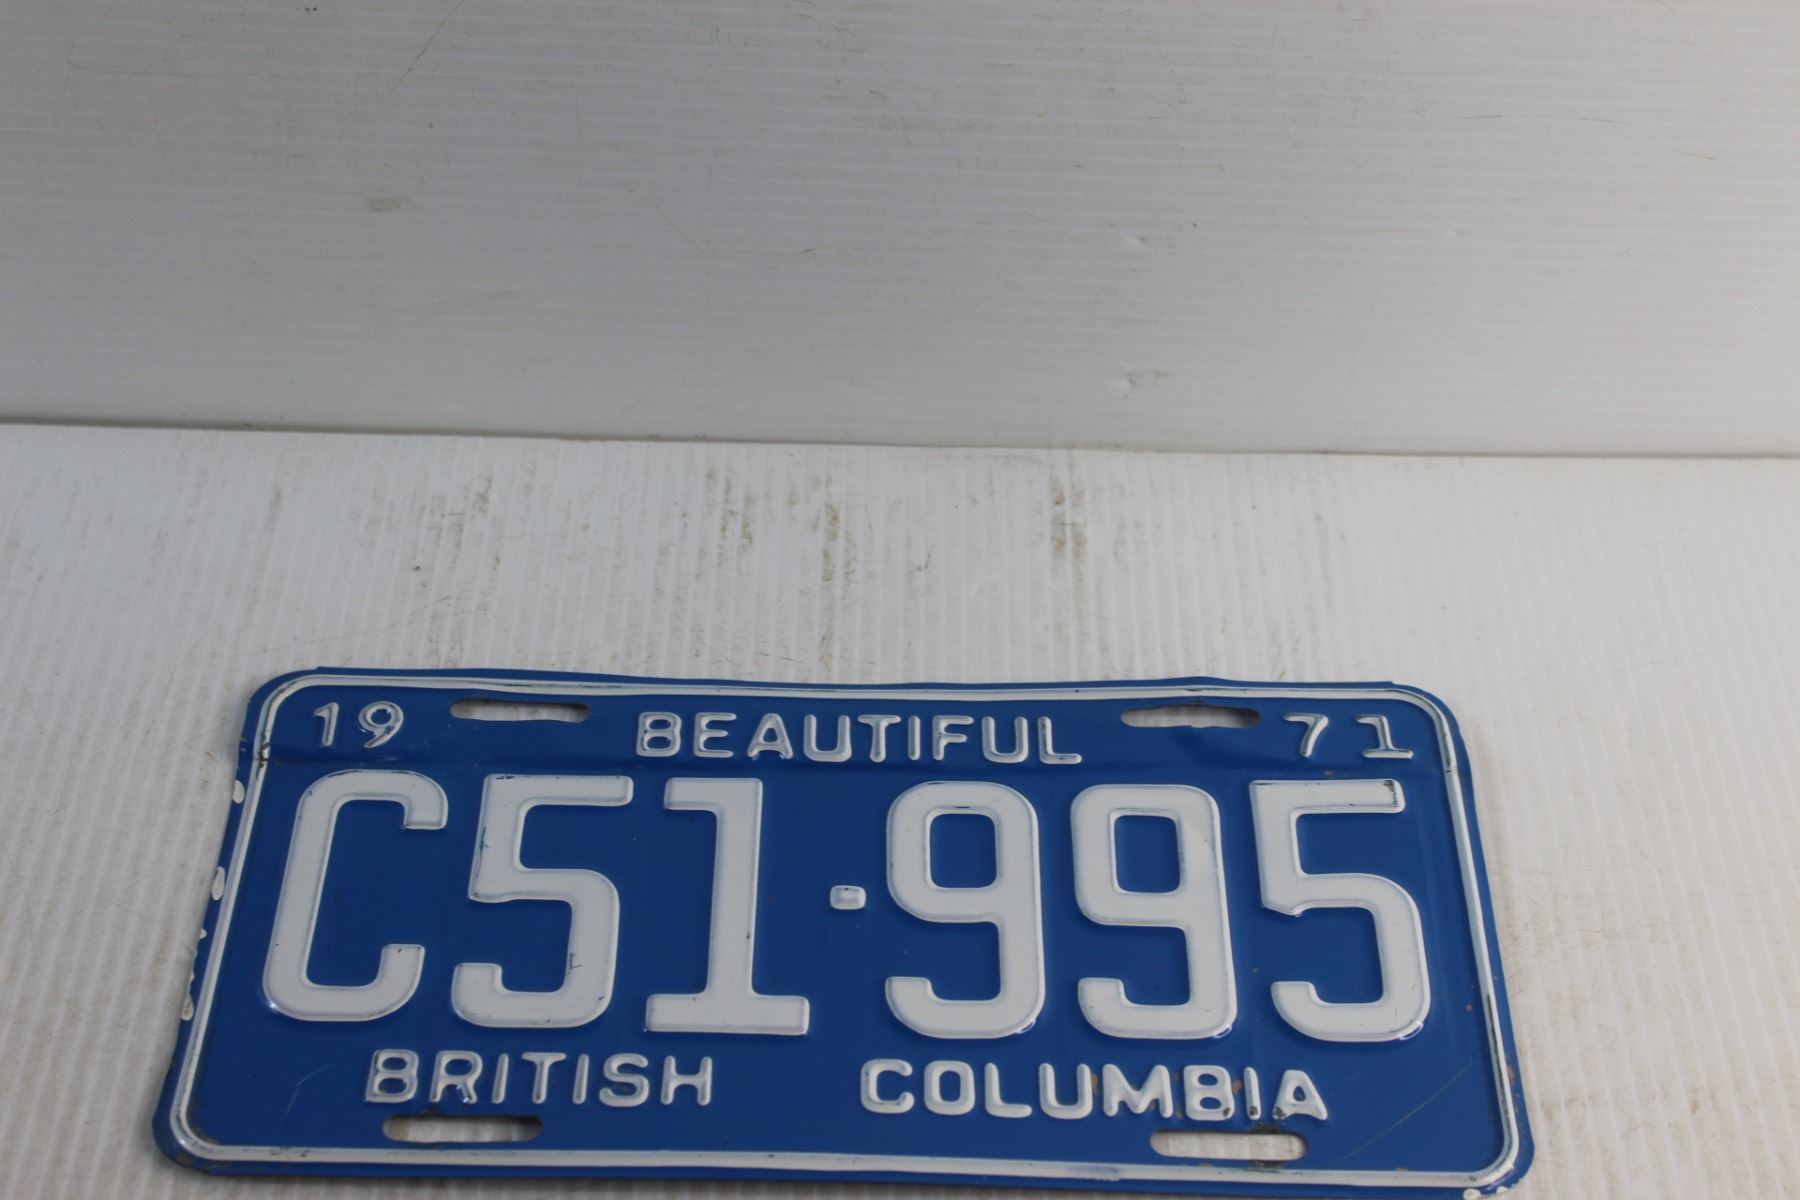 19 BEAUTIFUL 71
C51-995
BRITISH COLUMBIA